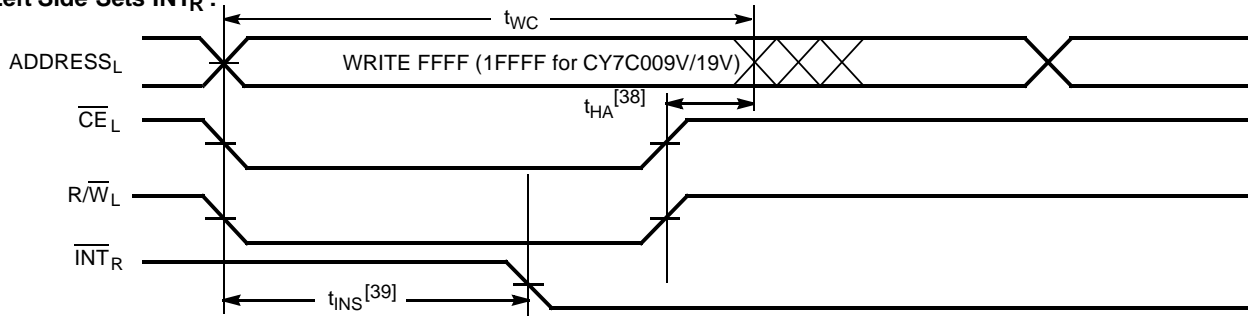 Left Side Sets INTR :
tWC
ADDRESSL
WRITE FFFF (1FFFF for CY7C009V/19V)
tHA[38]
CEL
R/WL
INTR
tINS[39]